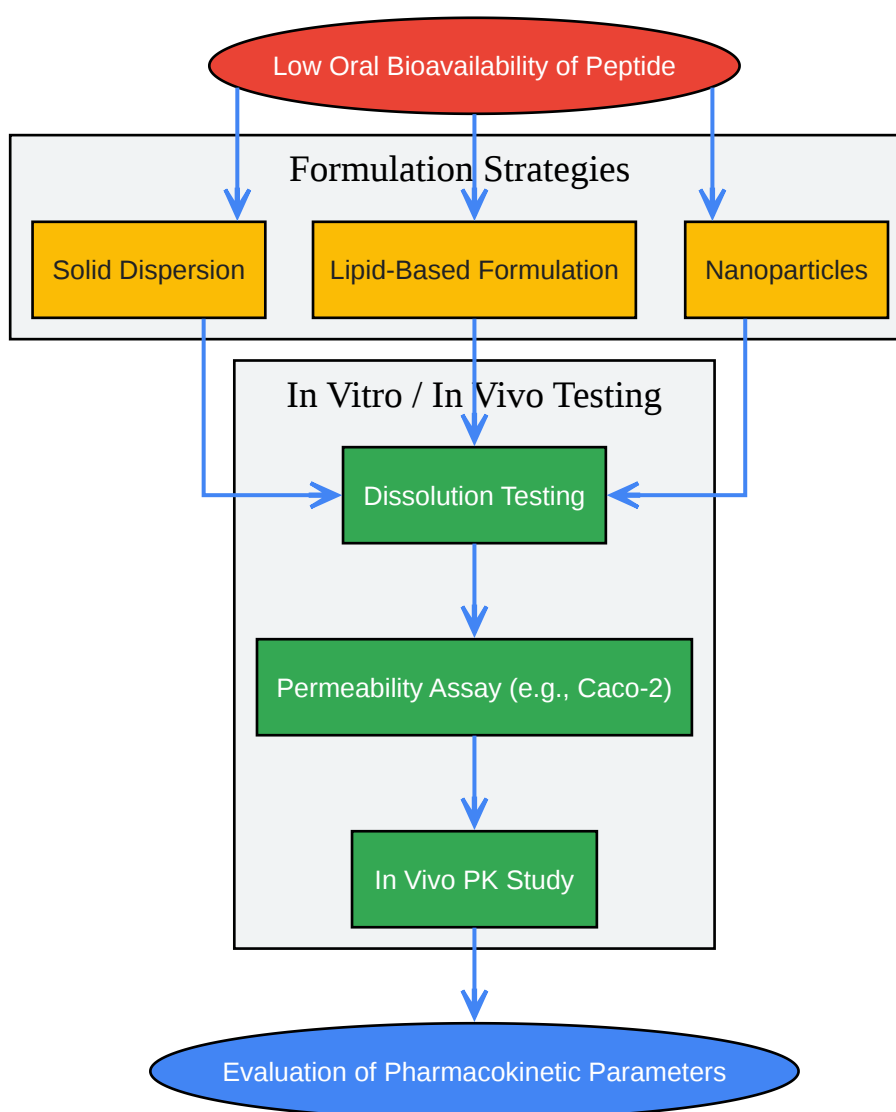 Low Oral Bioavailability of Peptide
Formulation Strategies
Solid Dispersion
Lipid-Based Formulation
Nanoparticles
In Vitro / In Vivo Testing
Dissolution Testing
Permeability Assay (e.g., Caco-2)
In Vivo PK Study
Evaluation of Pharmacokinetic Parameters